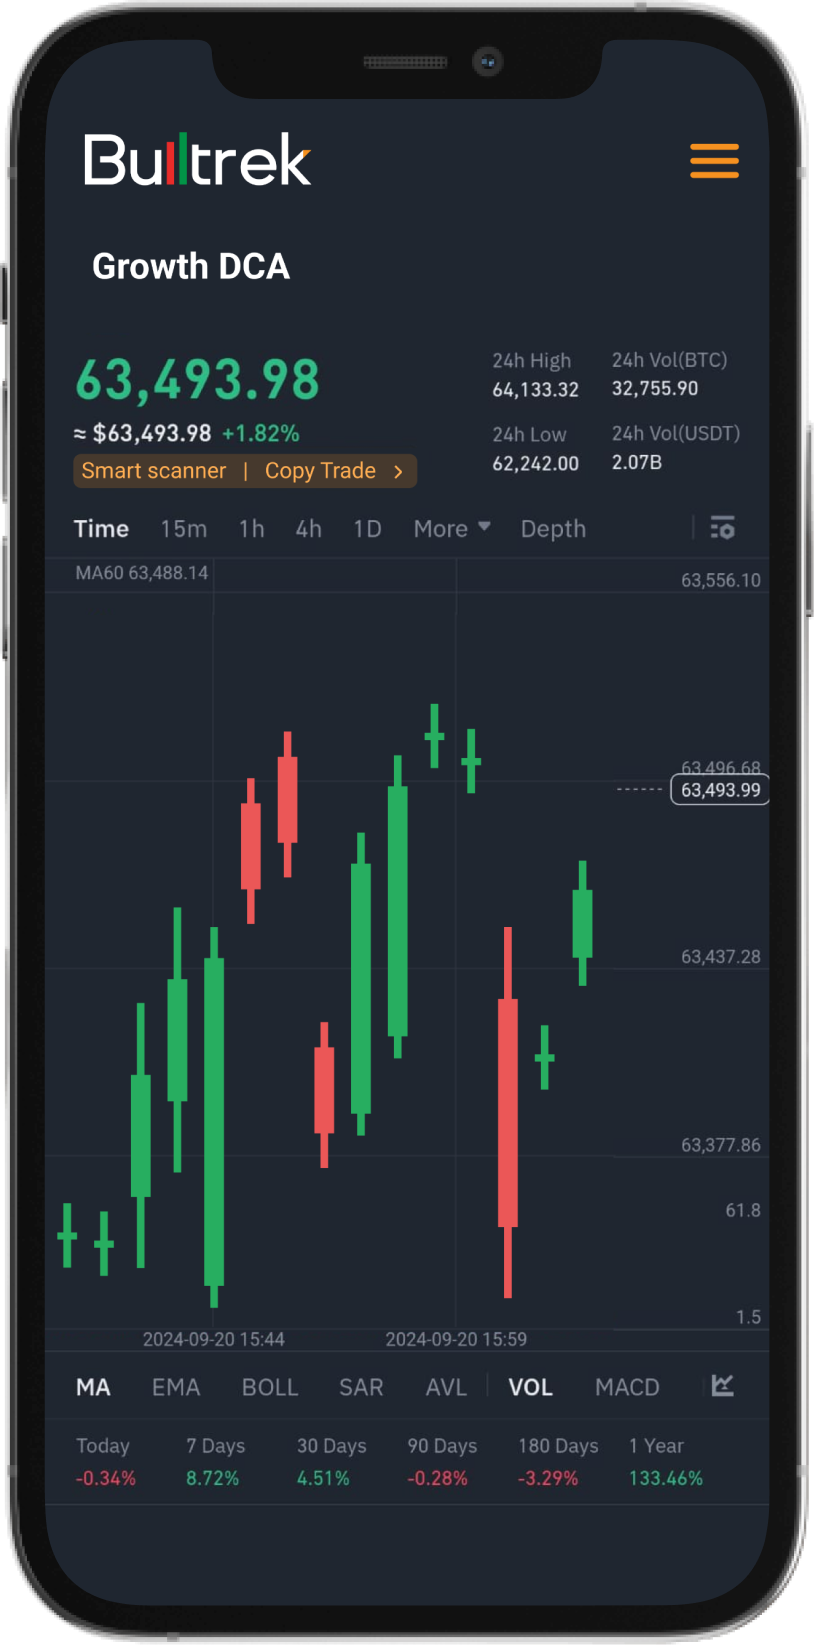 Bulltrek
Growth DCA
63,493.98
≈ $63,493.98 +1.82%
Smart scanner | Copy Trade >
24h High
64,133.32
24h Vol(BTC)
32,755.90
24h Low
62,242.00
24h Vol(USDT)
2.07B
Time 15m 1h 4h 1D More Depth
MA60 63,488.14
63,556.10
63,496.68
63,493.99
63,437.28
63,377.86
61.8
1.5
2024-09-20 15:44 2024-09-20 15:59
MA EMA BOLL SAR AVL VOL MACD
Today 7 Days 30 Days 90 Days 180 Days 1 Year
-0.34% 8.72% 4.51% -0.28% -3.29% 133.46%